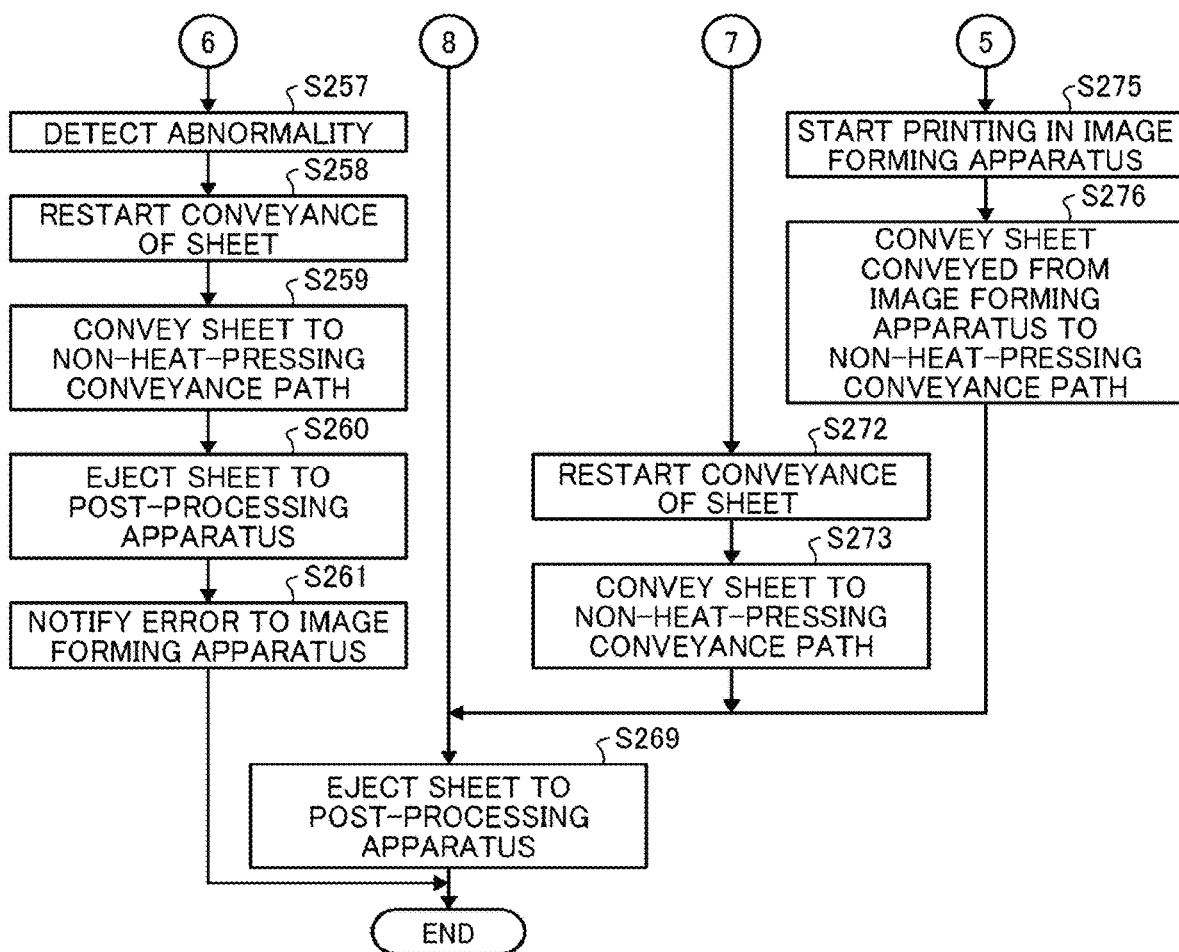 6
8
7
5
S257
DETECT ABNORMALITY
S258
RESTART CONVEYANCE
OF SHEET
S259
CONVEY SHEET TO
NON-HEAT-PRESSING
CONVEYANCE PATH
S260
EJECT SHEET TO
POST-PROCESSING
APPARATUS
S261
NOTIFY ERROR TO IMAGE
FORMING APPARATUS
S275
START PRINTING IN IMAGE
FORMING APPARATUS
S276
CONVEY SHEET
CONVEYED FROM
IMAGE FORMING
APPARATUS TO
NON-HEAT-PRESSING
CONVEYANCE PATH
S272
RESTART CONVEYANCE
OF SHEET
S273
CONVEY SHEET TO
NON-HEAT-PRESSING
CONVEYANCE PATH
S269
EJECT SHEET TO
POST-PROCESSING
APPARATUS
END